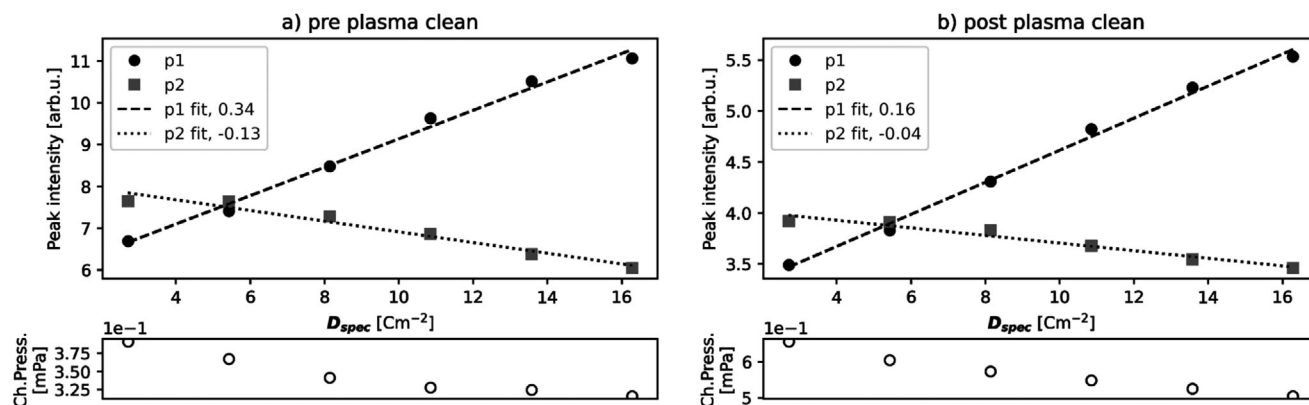 a) pre plasma clean
Peak intensity [arb.u.]
11
10
9
8
7
6
p1
p2
p1 fit, 0.34
p2 fit, -0.13
4 6 8 10 12 14 16
D_spec [Cm⁻²]
1e−1
Ch.Press.
[mPa]
3.75
3.50
3.25
b) post plasma clean
Peak intensity [arb.u.]
5.5
5.0
4.5
4.0
3.5
p1
p2
p1 fit, 0.16
p2 fit, -0.04
4 6 8 10 12 14 16
D_spec [Cm⁻²]
1e−1
Ch.Press.
[mPa]
6
5